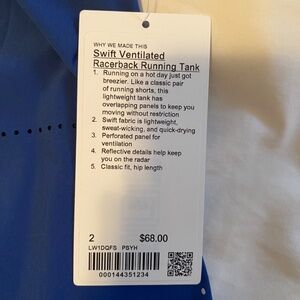 WHY WE MADE THIS
Swift Ventilated
Racerback Running Tank
1. Running on a hot day just got
breezier. Like a classic pair
of running shorts, this
lightweight tank has
overlapping panels to keep you
moving without restriction
2. Swift fabric is lightweight,
sweat-wicking, and quick-drying
3. Perforated panel for
ventilation
4. Reflective details help keep
you on the radar
5. Classic fit, hip length
2 $68.00
LW1DQFS PSYH
000144351234